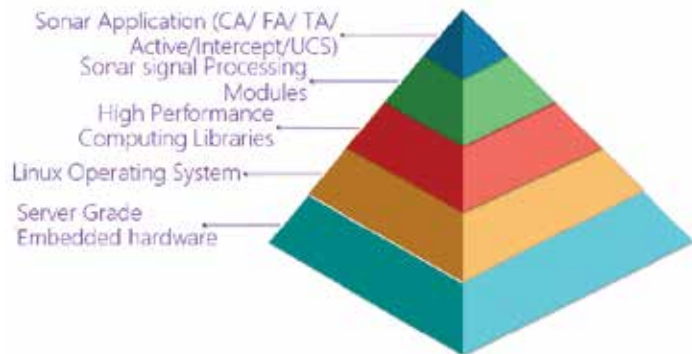 Sonar Application (CA/ FA/ TA/
Active/Intercept/UCS)
Sonar signal Processing
Modules
High Performance
Computing Libraries
Linux Operating System
Server Grade
Embedded hardware